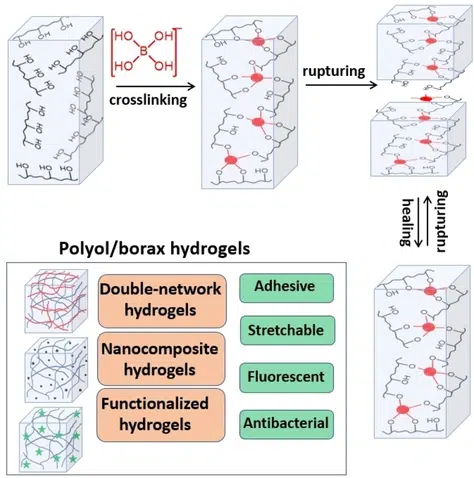 HO OH
B
HO OH
crosslinking
rupturing
healing
rupturing
Polyol/borax hydrogels
Double-network
hydrogels
Nanocomposite
hydrogels
Functionalized
hydrogels
Adhesive
Stretchable
Fluorescent
Antibacterial